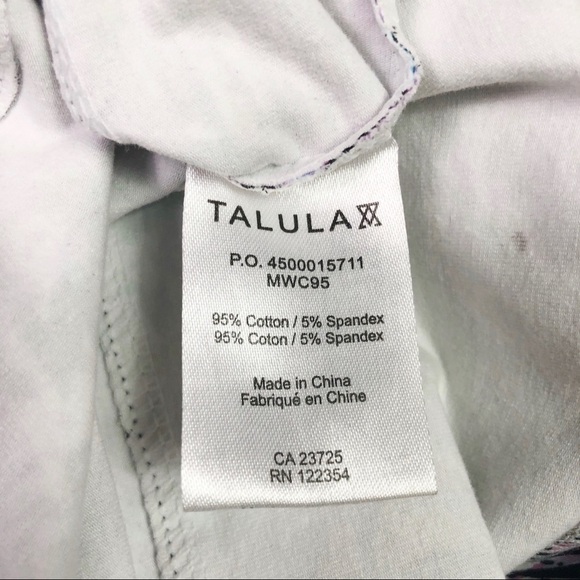 TALULA
P.O. 4500015711
MWC95
95% Cotton / 5% Spandex
95% Coton / 5% Spandex
Made in China
Fabriqué en Chine
CA 23725
RN 122354